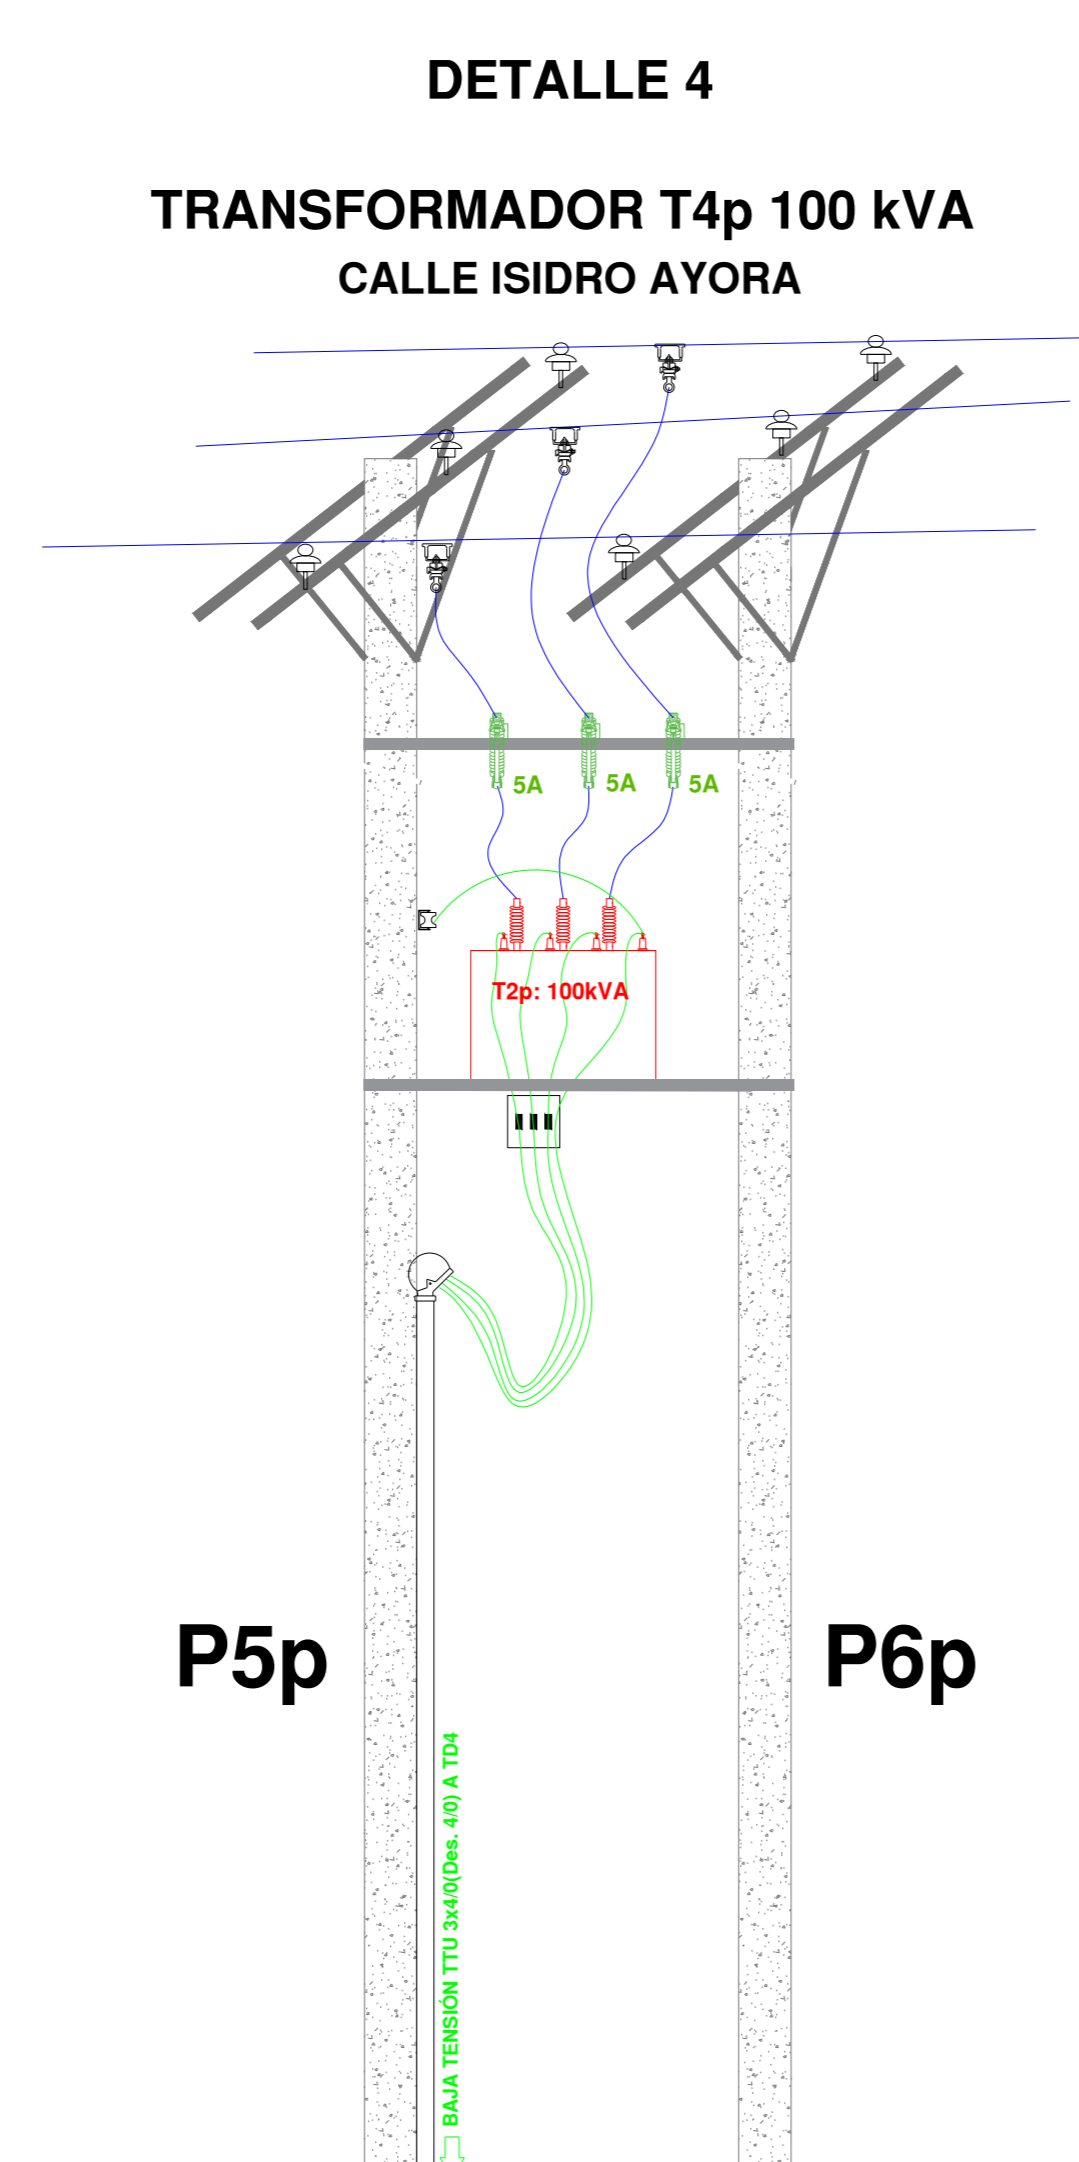 DETALLE 4
TRANSFORMADOR T4p 100 kVA
CALLE ISIDRO AYORA
5A
5A
5A
T2p: 100kVA
P5p
P6p
BAJA TENSIÓN TTU 3x4/0(Des. 4/0) A TD4